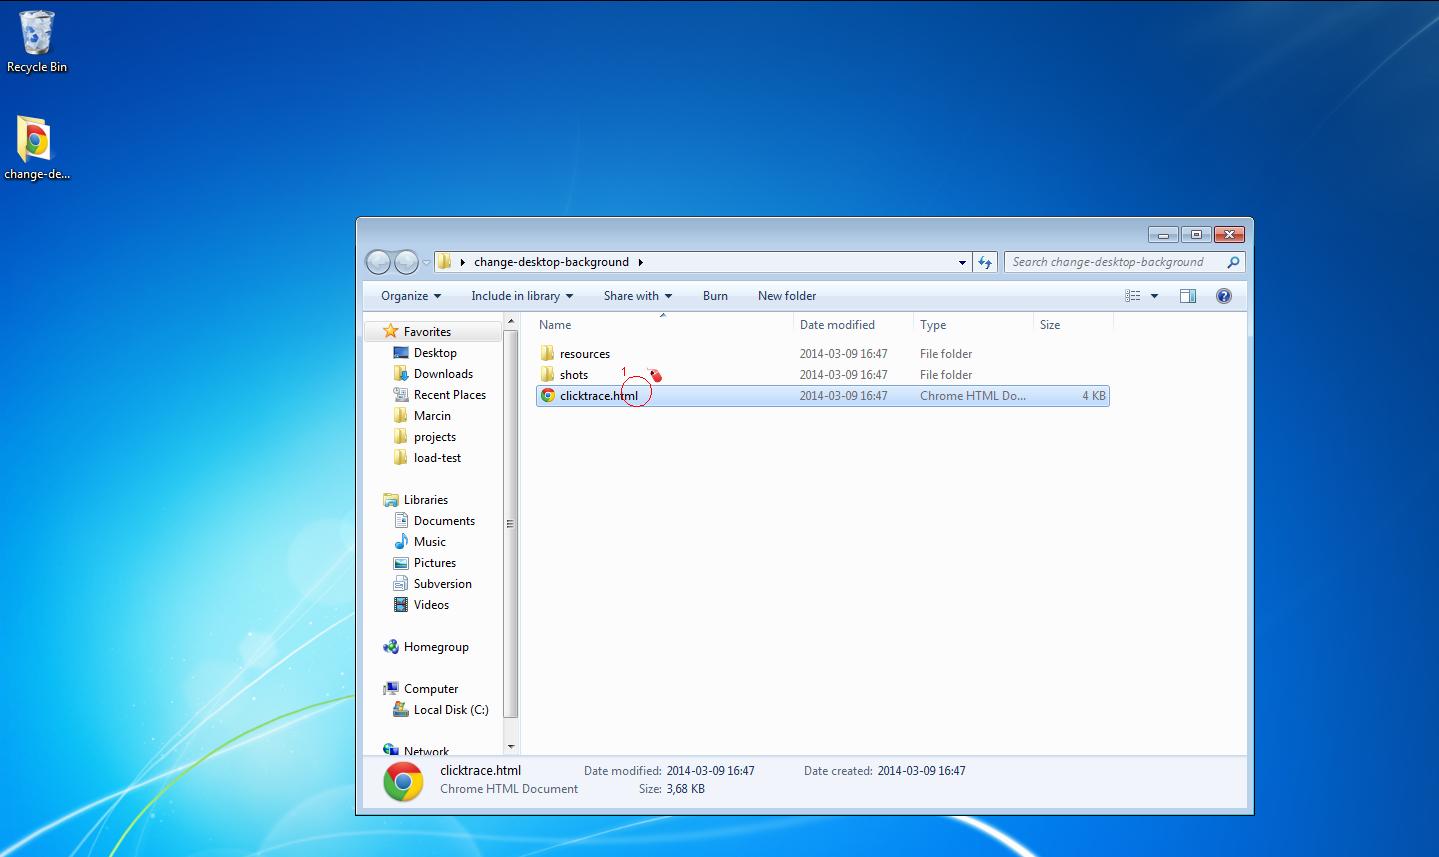 Recycle Bin
change-de...
change-desktop-background
Search change-desktop-background
Organize Include in library Share with Burn New folder
Name Date modified Type Size
Favorites
Desktop
Downloads
Recent Places
Marcin
projects
load-test
Libraries
Documents
Music
Pictures
Subversion
Videos
Homegroup
Computer
Local Disk (C:)
Network
resources 2014-03-09 16:47 File folder
shots 2014-03-09 16:47 File folder
1
clicktrace.html 2014-03-09 16:47 Chrome HTML Do... 4 KB
clicktrace.html Date modified: 2014-03-09 16:47 Date created: 2014-03-09 16:47
Chrome HTML Document Size: 3,68 KB